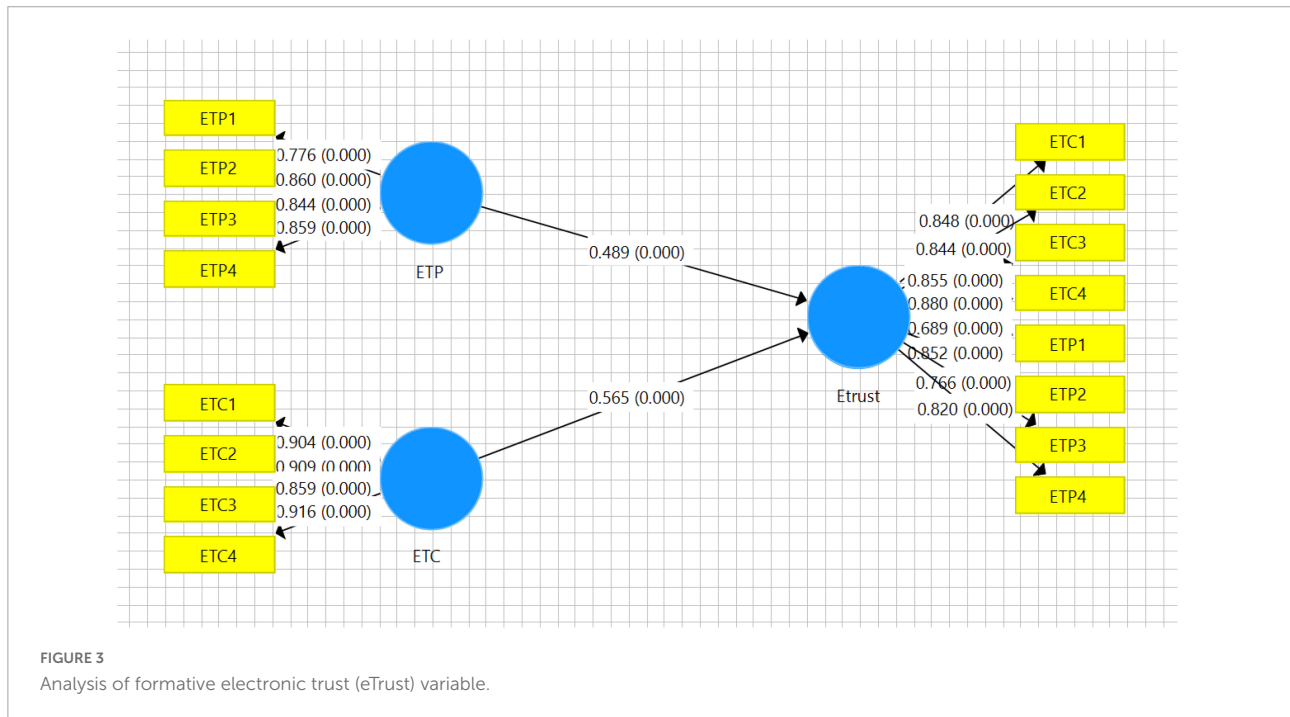 ETP1
ETP2
ETP3
ETP4
0.776 (0.000)
0.860 (0.000)
0.844 (0.000)
0.859 (0.000)
ETP
0.489 (0.000)
ETC1
ETC2
ETC3
ETC4
0.904 (0.000)
0.909 (0.000)
0.859 (0.000)
0.916 (0.000)
ETC
0.565 (0.000)
Etrust
0.848 (0.000)
0.844 (0.000)
0.855 (0.000)
0.880 (0.000)
0.689 (0.000)
0.852 (0.000)
0.766 (0.000)
0.820 (0.000)
ETC1
ETC2
ETC3
ETC4
ETP1
ETP2
ETP3
ETP4
FIGURE 3
Analysis of formative electronic trust (eTrust) variable.